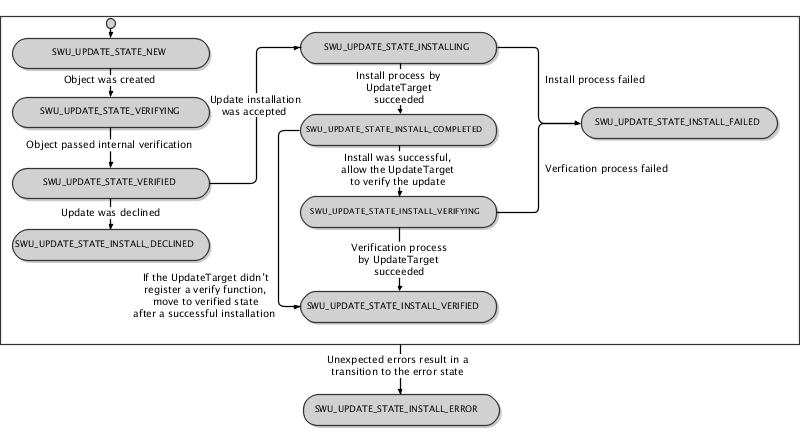 SWU_UPDATE_STATE_NEW
Object was created
SWU_UPDATE_STATE_VERIFYING
Object passed internal verification
SWU_UPDATE_STATE_VERIFIED
Update was declined
SWU_UPDATE_STATE_INSTALL_DECLINED
Update installation
was accepted
SWU_UPDATE_STATE_INSTALLING
Install process by
UpdateTarget
succeeded
SWU_UPDATE_STATE_INSTALL_COMPLETED
Install was successful,
allow the UpdateTarget
to verify the update
SWU_UPDATE_STATE_INSTALL_VERIFYING
Verification process
by UpdateTarget
succeeded
If the UpdateTarget didn't
register a verify function,
move to verified state
after a successful installation
SWU_UPDATE_STATE_INSTALL_VERIFIED
Install process failed
SWU_UPDATE_STATE_INSTALL_FAILED
Verfication process failed
Unexpected errors result in a
transition to the error state
SWU_UPDATE_STATE_INSTALL_ERROR